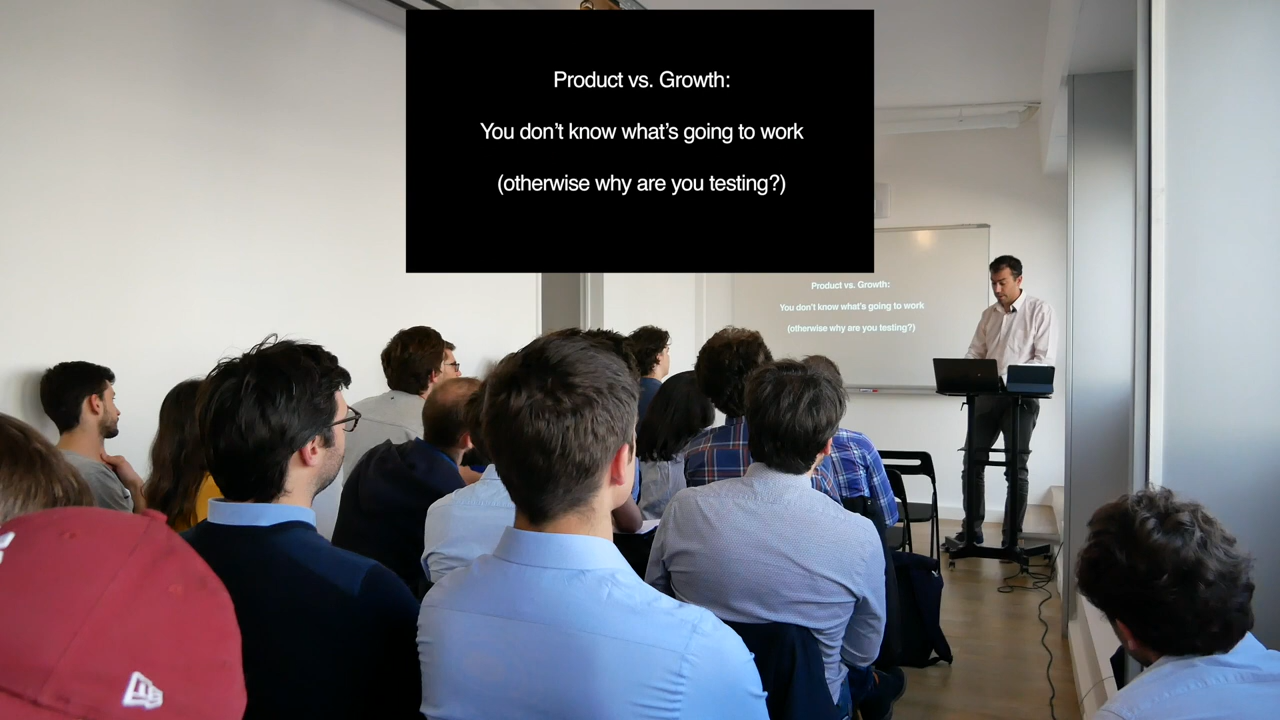 Product vs. Growth:
You don't know what's going to work
(otherwise why are you testing?)
Product vs. Growth:
You don't know what's going to work
(otherwise why are you testing?)